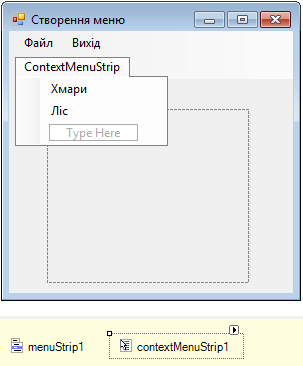 Створення меню
Файл Вихід
ContextMenuStrip
Хмари
Ліс
Type Here
menuStrip1 contextMenuStrip1